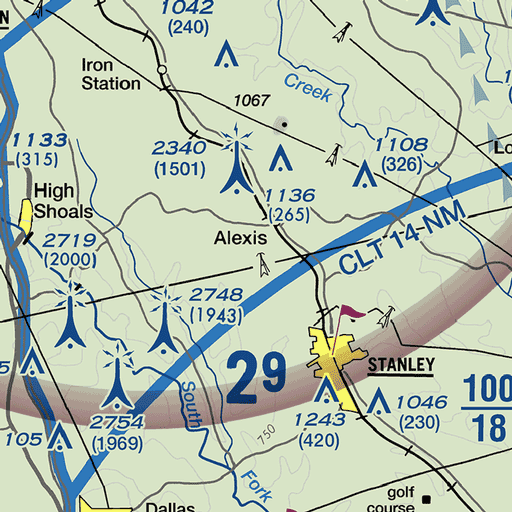 N
1042
(240)
Iron
Station
Creek
1067
1133
(315)
2340
(1501)
1108
(326)
Lo
High
Shoals
1136
(265)
Alexis
CLT 14 NM
2719
(2000)
2748
(1943)
29
STANLEY
5
2754
(1969)
South
1243
(420)
1046
(230)
100
18
105
750
Fork
Dallas
golf
course